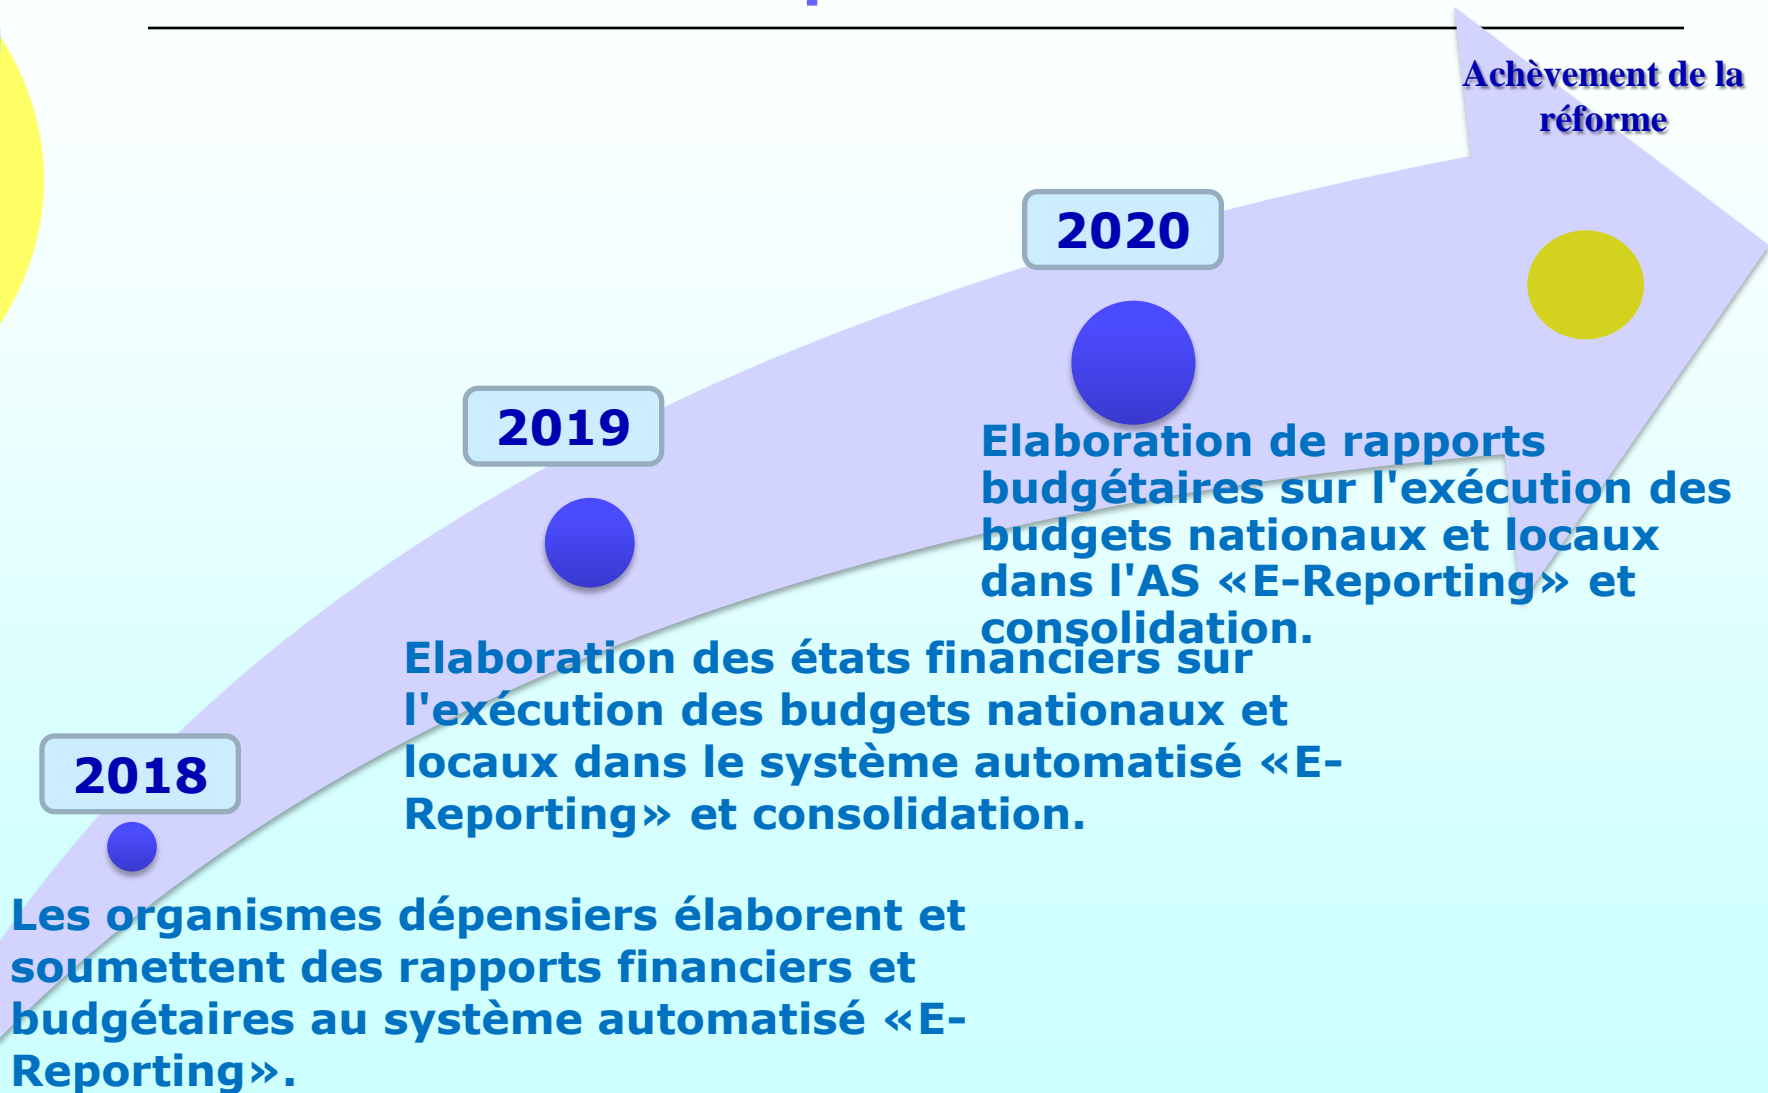 Achèvement de la
réforme
2020
Elaboration de rapports
budgétaires sur l'exécution des
budgets nationaux et locaux
dans l'AS «E-Reporting» et
consolidation.
2019
Elaboration des états financiers sur
l'exécution des budgets nationaux et
locaux dans le système automatisé «E-
Reporting» et consolidation.
2018
Les organismes dépensiers élaborent et
soumettent des rapports financiers et
budgétaires au système automatisé «E-
Reporting».